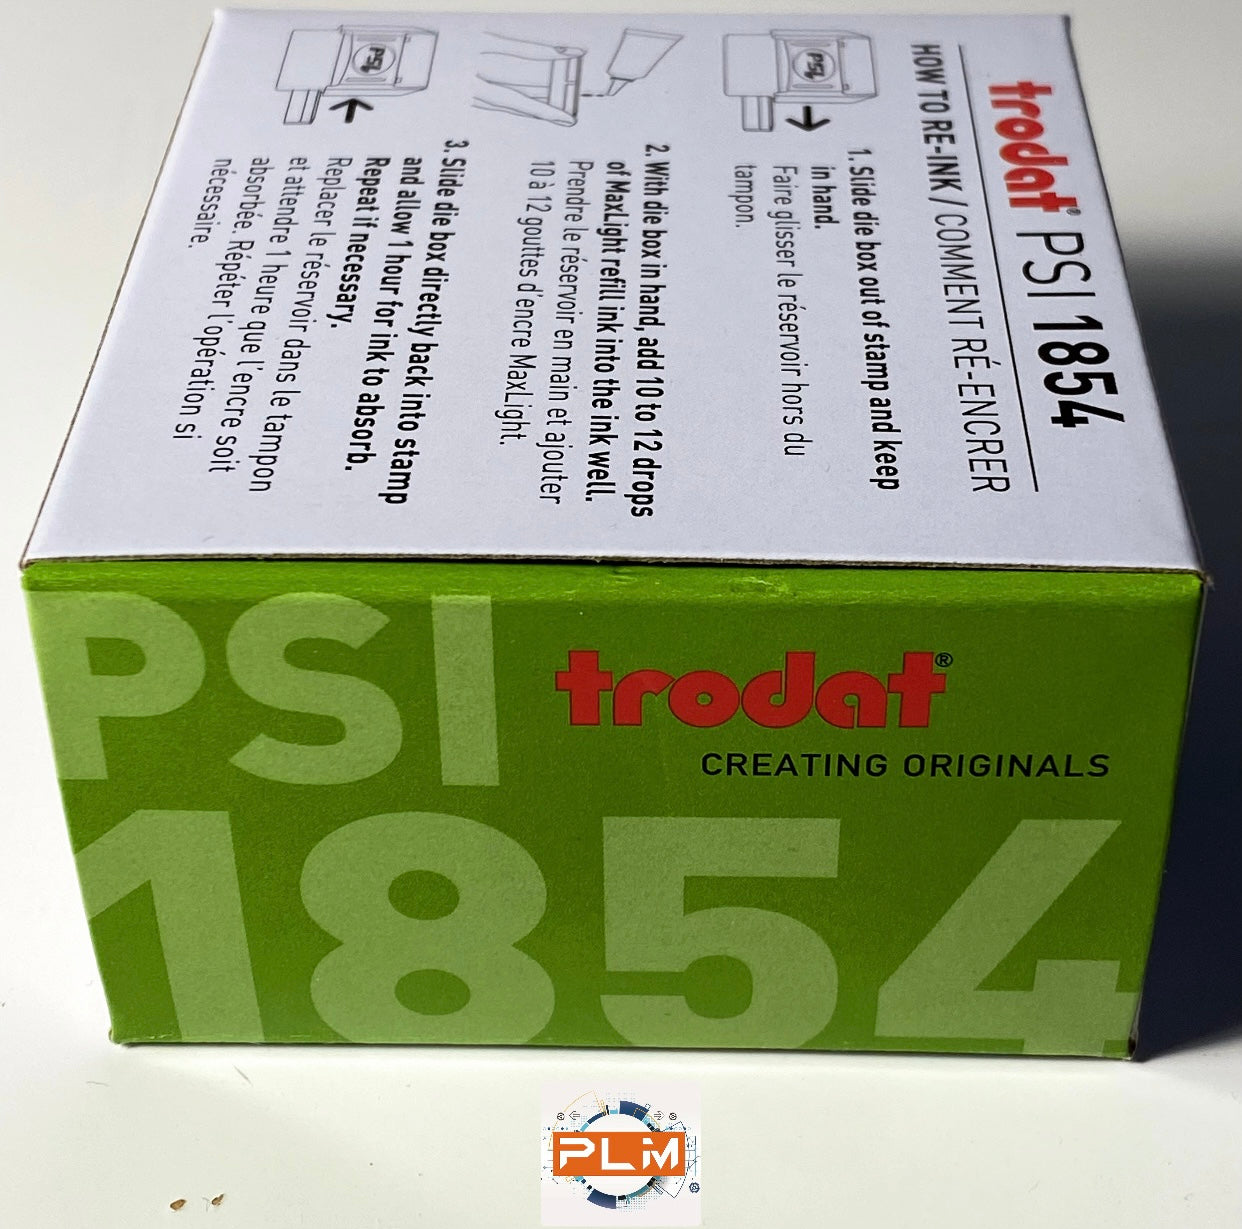 trodat® PSI 1854
HOW TO RE-INK / COMMENT RÉ-ENCRER
PSI
1. Slide die box out of stamp and keep
in hand.
Faire glisser le réservoir hors du
tampon.
2. With die box in hand, add 10 to 12 drops
of MaxLight refill ink into the ink well.
Prendre le réservoir en main et ajouter
10 à 12 gouttes d'encre MaxLight.
PSI
3. Slide die box directly back into stamp
and allow 1 hour for ink to absorb.
Repeat if necessary.
Replacer le réservoir dans le tampon
et attendre 1 heure que l'encre soit
absorbée. Répéter l'opération si
nécessaire.
PSI
trodat®
CREATING ORIGINALS
1854
PLM